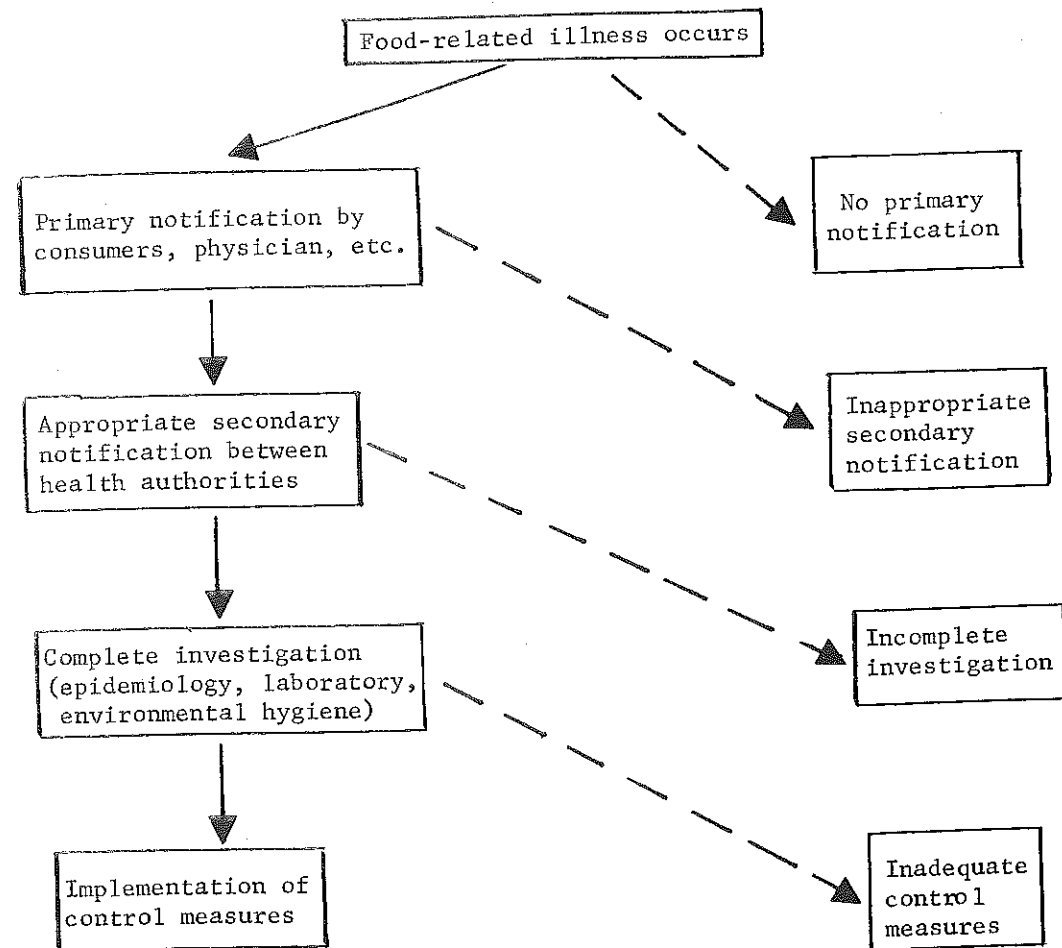 Food-related illness occurs
Primary notification by
consumers, physician, etc.
No primary
notification
Appropriate secondary
notification between
health authorities
Inappropriate
secondary
notification
Complete investigation
(epidemiology, laboratory,
environmental hygiene)
Incomplete
investigation
Implementation of
control measures
Inadequate
control
measures